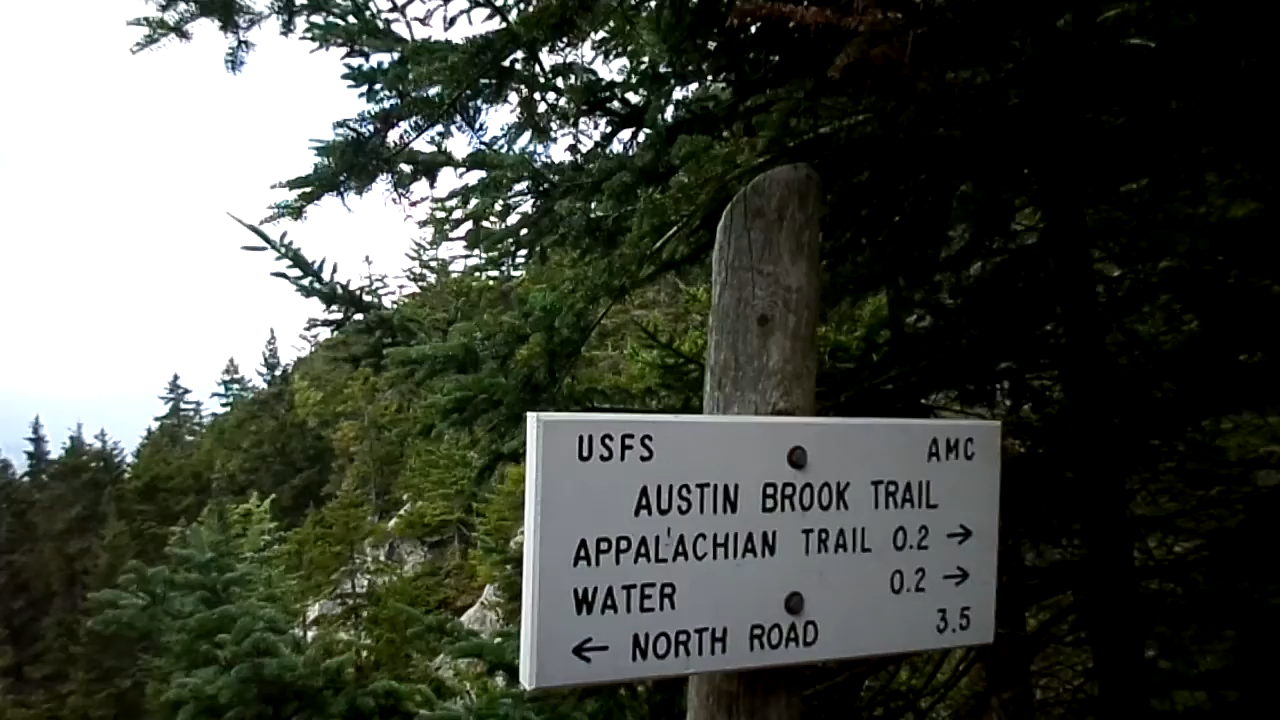 USFS AMC
AUSTIN BROOK TRAIL
APPALACHIAN TRAIL 0.2 →
WATER 0.2 →
← NORTH ROAD 3.5